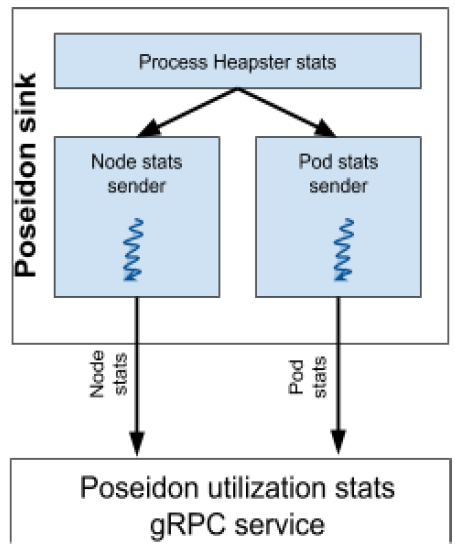 Poseidon sink
Process Heapster stats
Node stats
sender
Pod stats
sender
Node
stats
Pod
stats
Poseidon utilization stats
gRPC service